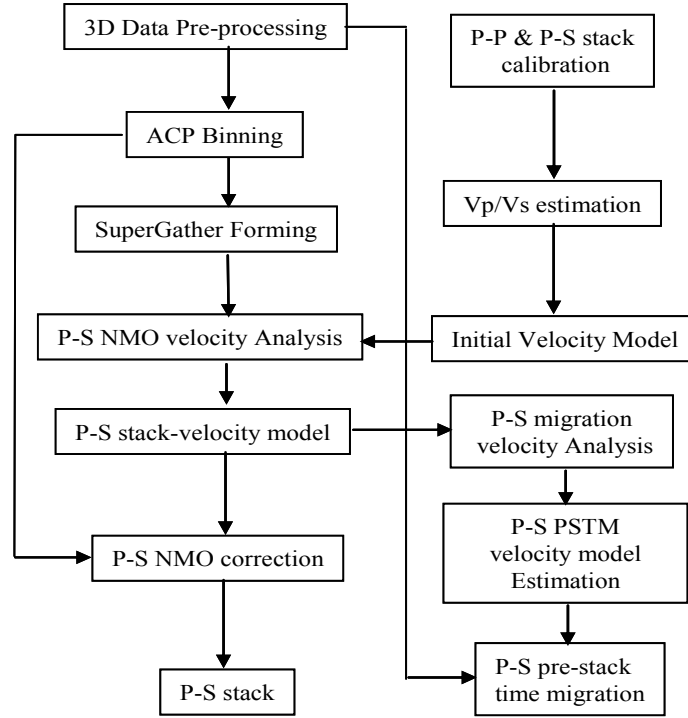 3D Data Pre-processing
P-P & P-S stack
calibration
ACP Binning
Vp/Vs estimation
SuperGather Forming
P-S NMO velocity Analysis
Initial Velocity Model
P-S stack-velocity model
P-S migration
velocity Analysis
P-S PSTM
velocity model
Estimation
P-S NMO correction
P-S pre-stack
time migration
P-S stack